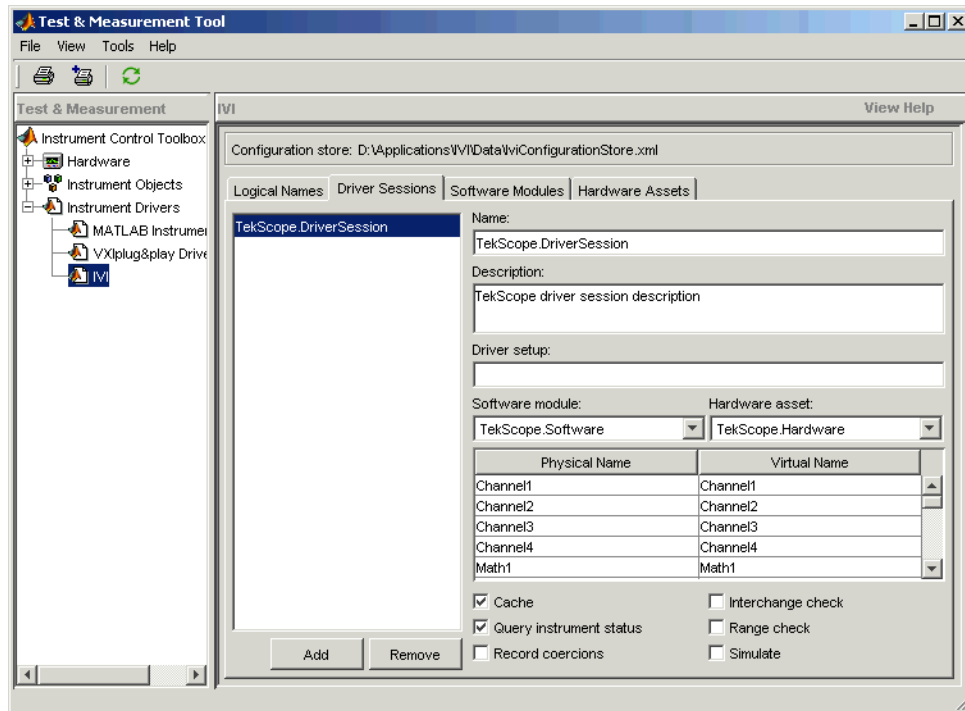 Test & Measurement Tool
File View Tools Help
Test & Measurement
IVI
View Help
Instrument Control Toolbox
Hardware
Instrument Objects
Instrument Drivers
MATLAB Instrumen
VXIplug&play Drive
IVI
Configuration store: D:\Applications\IVI\Data\IviConfigurationStore.xml
Logical Names Driver Sessions Software Modules Hardware Assets
TekScope.DriverSession
Name:
TekScope.DriverSession
Description:
TekScope driver session description
Driver setup:
Software module: Hardware asset:
TekScope.Software TekScope.Hardware
Physical Name Virtual Name
Channel1 Channel1
Channel2 Channel2
Channel3 Channel3
Channel4 Channel4
Math1 Math1
Cache Interchange check
Query instrument status Range check
Record coercions Simulate
Add Remove